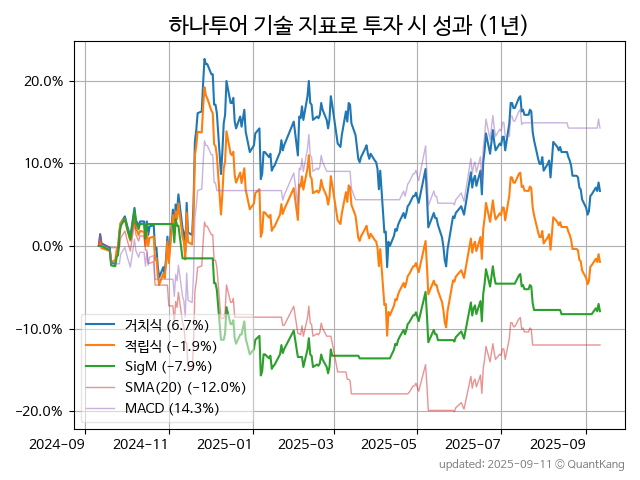 하나투어 기술 지표로 투자 시 성과 (1년)
20.0%
10.0%
0.0%
−10.0%
−20.0%
거치식 (6.7%)
적립식 (−1.9%)
SigM (−7.9%)
SMA(20) (−12.0%)
MACD (14.3%)
2024-09
2024-11
2025-01
2025-03
2025-05
2025-07
2025-09
updated: 2025-09-11 © QuantKang